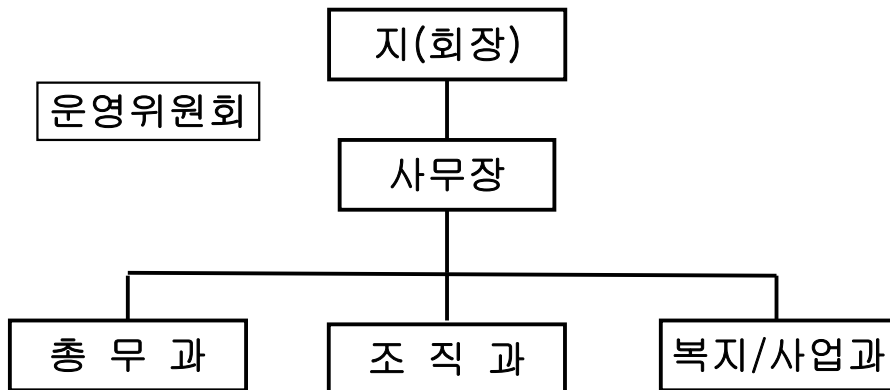 지(회장)
운영위원회
사무장
총 무 과
조 직 과
복지/사업과